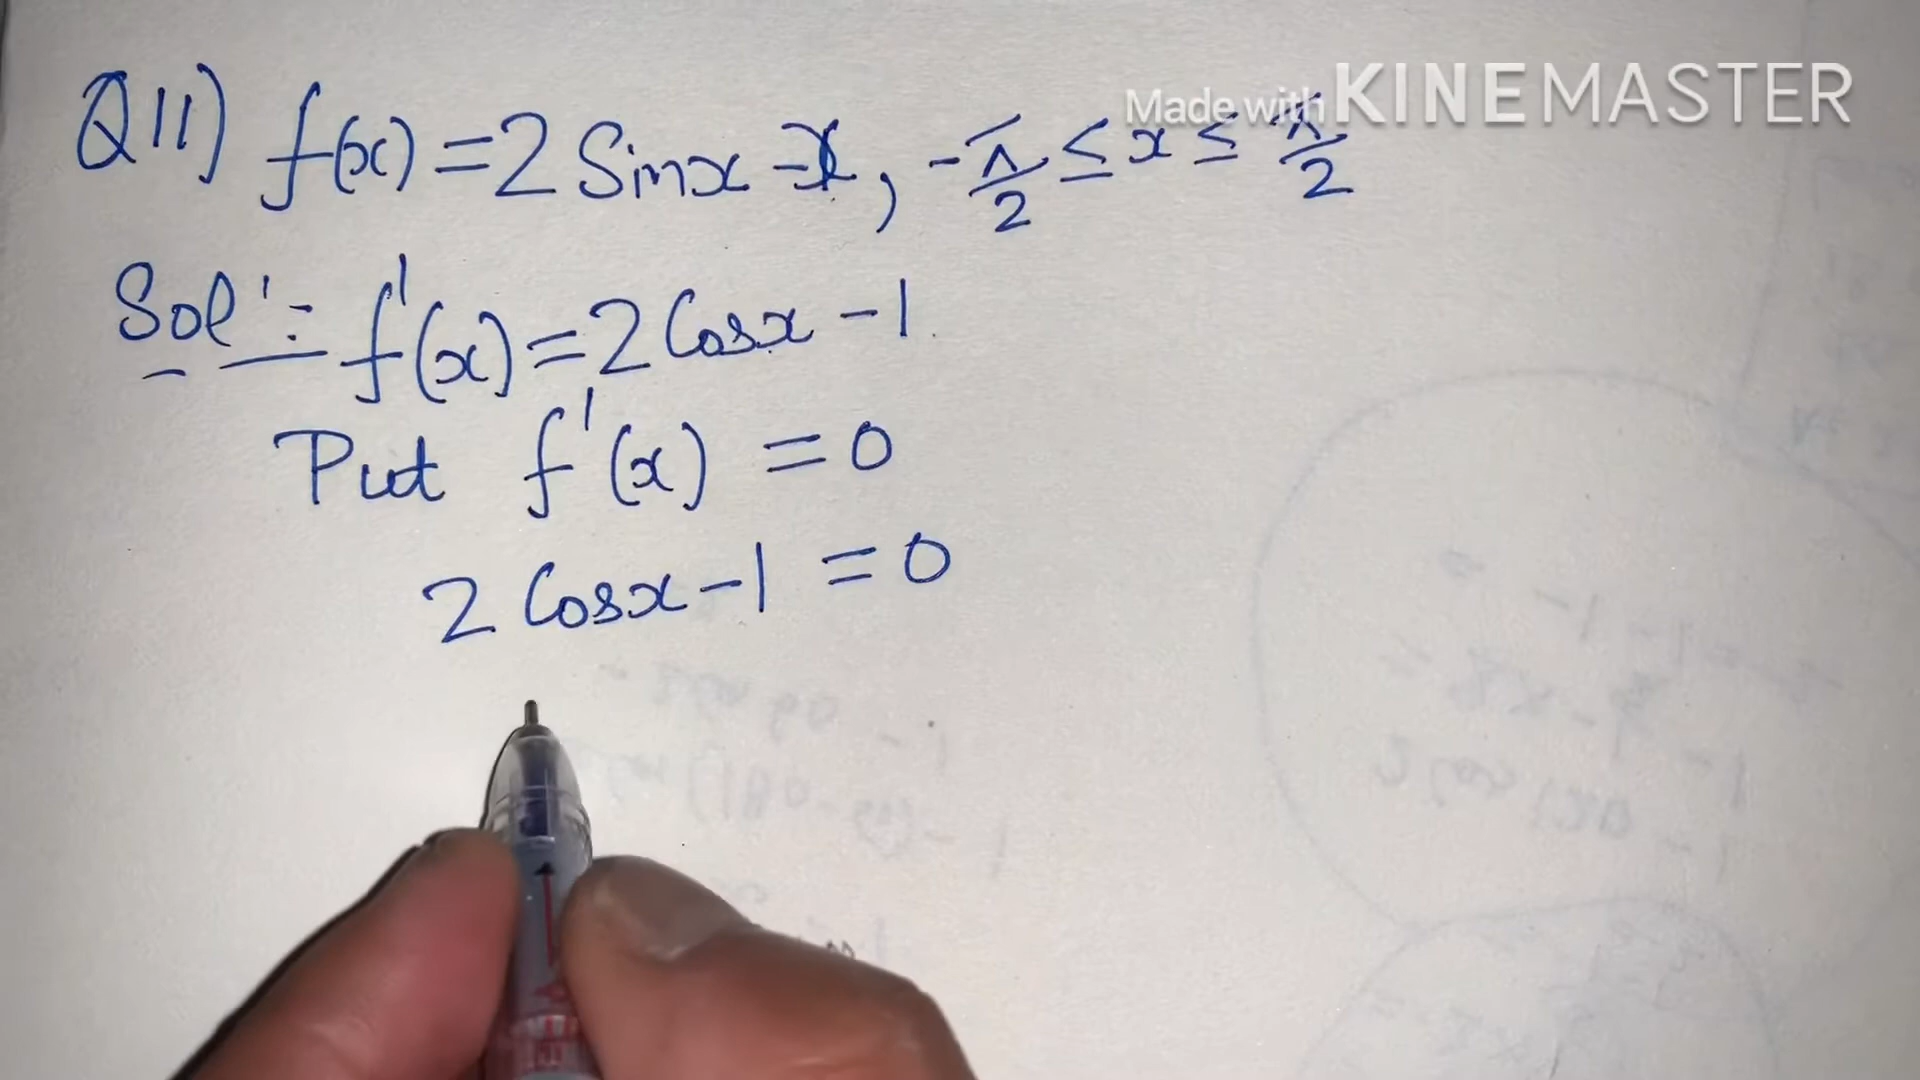 Made with KINEMASTER
Q11) f(x) = 2 Sinx - x, -π/2 ≤ x ≤ π/2
Sol':- f'(x) = 2 Cosx - 1
Put f'(x) = 0
2 Cosx - 1 = 0